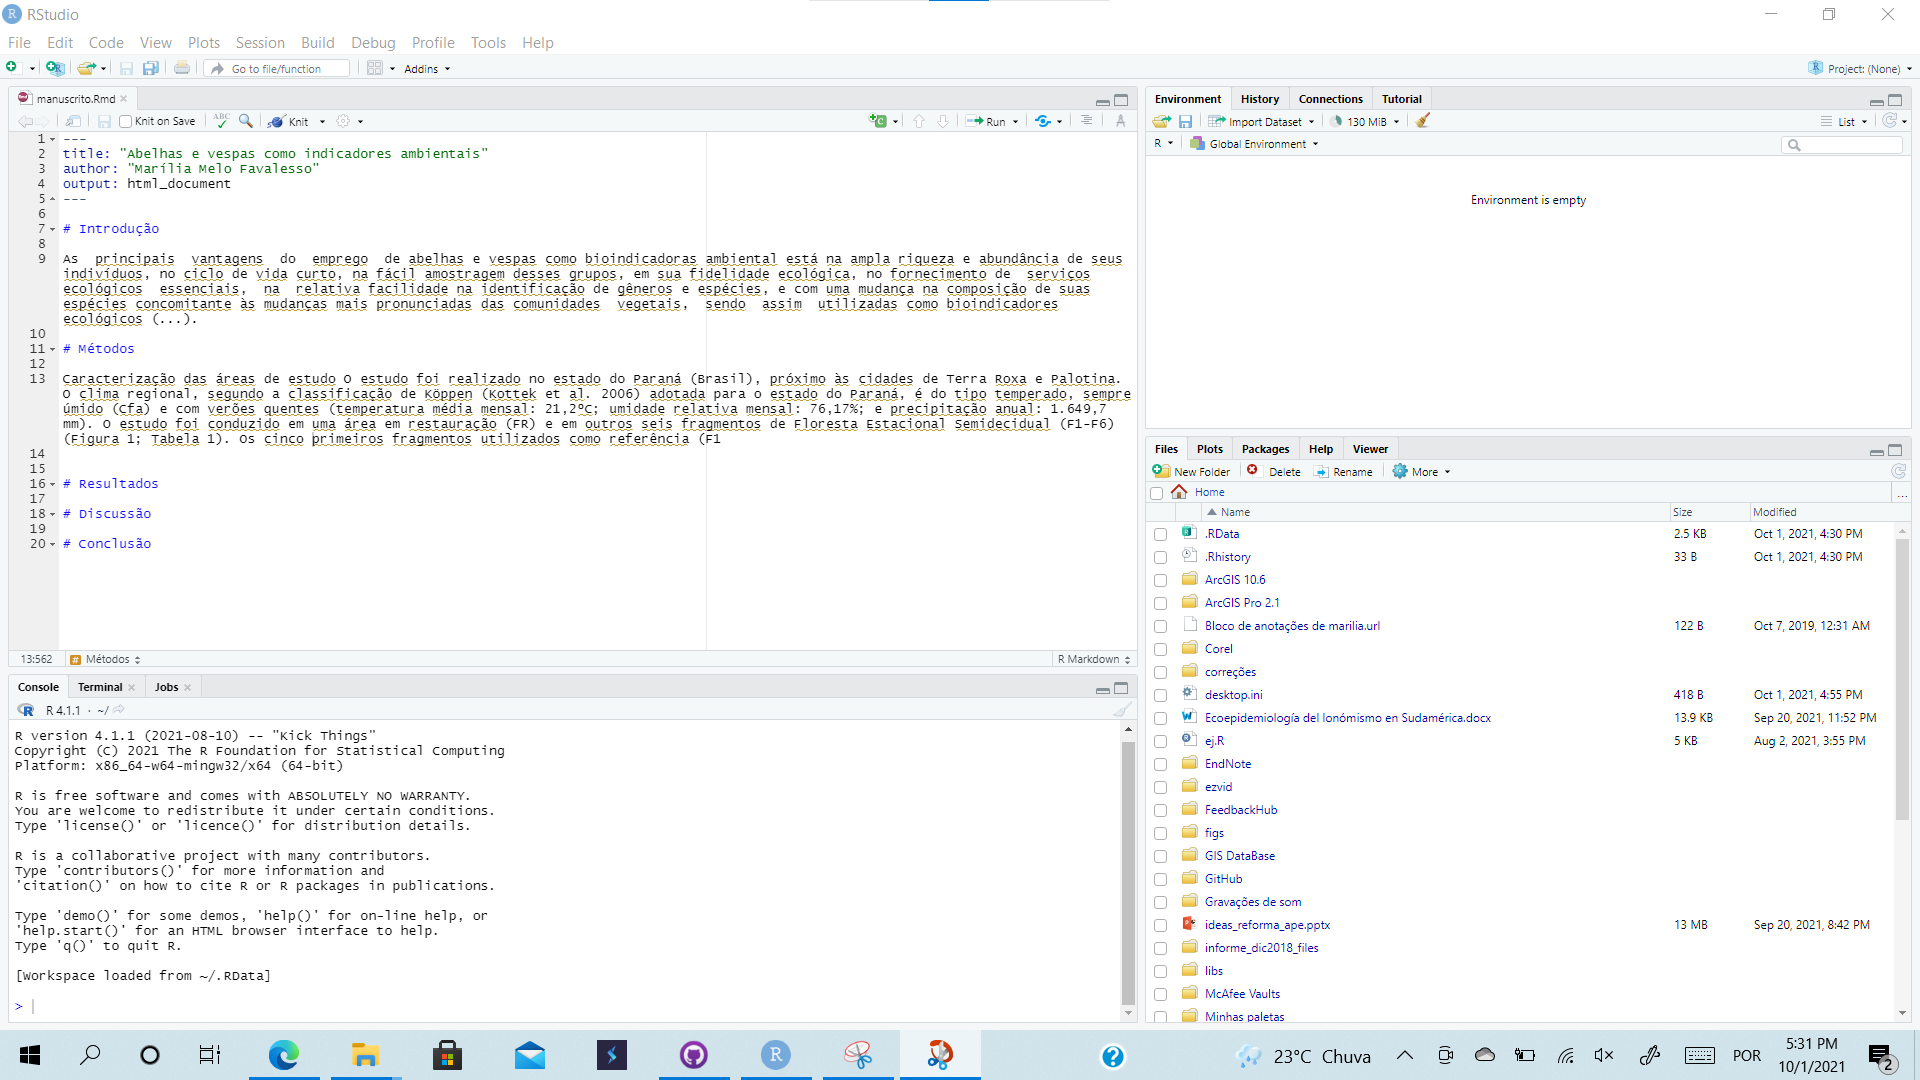 RStudio
File Edit Code View Plots Session Build Debug Profile Tools Help
Go to file/function Addins Project: (None)
manuscrito.Rmd
Knit on Save ABC Knit Run
1 ---
2 title: "Abelhas e vespas como indicadores ambientais"
3 author: "Marília Melo Favalesso"
4 output: html_document
5 ---
6
7 # Introdução
8
9 As principais vantagens do emprego de abelhas e vespas como bioindicadoras ambiental está na ampla riqueza e abundância de seus
indivíduos, no ciclo de vida curto, na fácil amostragem desses grupos, em sua fidelidade ecológica, no fornecimento de serviços
ecológicos essenciais, na relativa facilidade na identificação de gêneros e espécies, e com uma mudança na composição de suas
espécies concomitante às mudanças mais pronunciadas das comunidades vegetais, sendo assim utilizadas como bioindicadores
ecológicos (...).
10
11 # Métodos
12
13 Caracterização das áreas de estudo O estudo foi realizado no estado do Paraná (Brasil), próximo às cidades de Terra Roxa e Palotina.
O clima regional, segundo a classificação de Köppen (Kottek et al. 2006) adotada para o estado do Paraná, é do tipo temperado, sempre
úmido (Cfa) e com verões quentes (temperatura média mensal: 21,2ºC; umidade relativa mensal: 76,17%; e precipitação anual: 1.649,7
mm). O estudo foi conduzido em uma área em restauração (FR) e em outros seis fragmentos de Floresta Estacional Semidecidual (F1-F6)
(Figura 1; Tabela 1). Os cinco primeiros fragmentos utilizados como referência (F1
14
15
16 # Resultados
17
18 # Discussão
19
20 # Conclusão
13:562 # Métodos R Markdown
Console Terminal Jobs
R 4.1.1 · ~/
R version 4.1.1 (2021-08-10) -- "Kick Things"
Copyright (C) 2021 The R Foundation for Statistical Computing
Platform: x86_64-w64-mingw32/x64 (64-bit)
R is free software and comes with ABSOLUTELY NO WARRANTY.
You are welcome to redistribute it under certain conditions.
Type 'license()' or 'licence()' for distribution details.
R is a collaborative project with many contributors.
Type 'contributors()' for more information and
'citation()' on how to cite R or R packages in publications.
Type 'demo()' for some demos, 'help()' for on-line help, or
'help.start()' for an HTML browser interface to help.
Type 'q()' to quit R.
[Workspace loaded from ~/.RData]
>
Environment History Connections Tutorial
Import Dataset 130 MiB List
R Global Environment
Environment is empty
Files Plots Packages Help Viewer
New Folder Delete Rename More
Home ...
Name Size Modified
.RData 2.5 KB Oct 1, 2021, 4:30 PM
.Rhistory 33 B Oct 1, 2021, 4:30 PM
ArcGIS 10.6
ArcGIS Pro 2.1
Bloco de anotações de marilia.url 122 B Oct 7, 2019, 12:31 AM
Corel
correções
desktop.ini 418 B Oct 1, 2021, 4:55 PM
Ecoepidemiología del lonómismo en Sudamérica.docx 13.9 KB Sep 20, 2021, 11:52 PM
ej.R 5 KB Aug 2, 2021, 3:55 PM
EndNote
ezvid
FeedbackHub
figs
GIS DataBase
GitHub
Gravações de som
ideas_reforma_ape.pptx 13 MB Sep 20, 2021, 8:42 PM
informe_dic2018_files
libs
McAfee Vaults
Minhas paletas
23°C Chuva POR 5:31 PM
10/1/2021 2